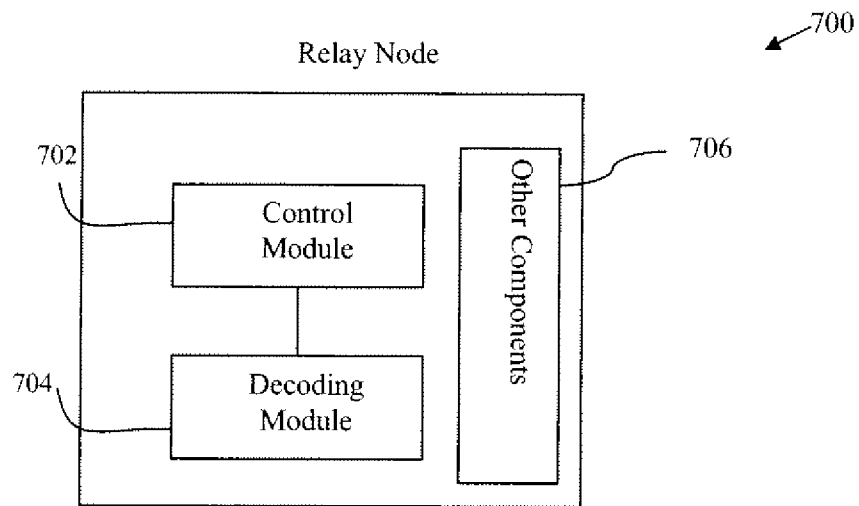 700
Relay Node
702
706
Control
Module
Other Components
704
Decoding
Module